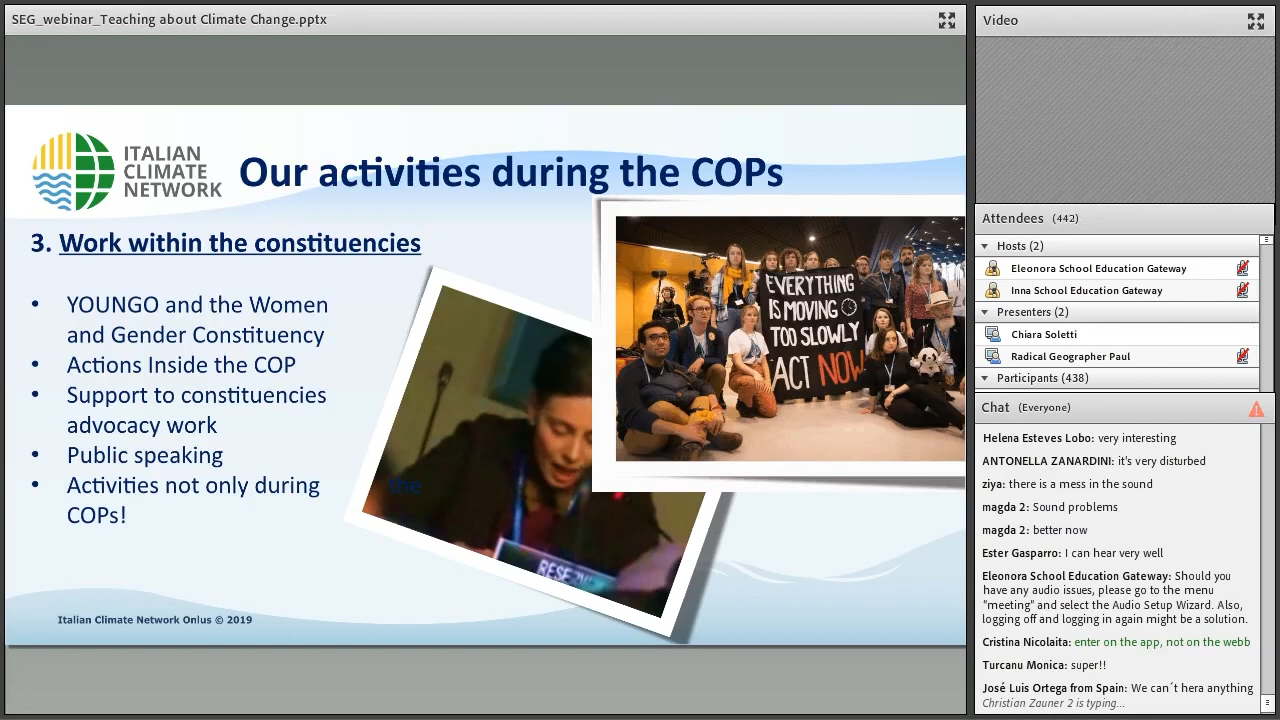 SEG_webinar_Teaching about Climate Change.pptx
ITALIAN
CLIMATE
NETWORK
Our activities during the COPs
3. Work within the constituencies
• YOUNGO and the Women
and Gender Constituency
• Actions Inside the COP
• Support to constituencies
advocacy work
• Public speaking
• Activities not only during the
COPs!
EVERYTHING
IS MOVING
TOO SLOWLY
ACT NOW
Italian Climate Network Onlus © 2019
Video
Attendees (442)
Hosts (2)
Eleonora School Education Gateway
Inna School Education Gateway
Presenters (2)
Chiara Soletti
Radical Geographer Paul
Participants (438)
Chat (Everyone)
Helena Esteves Lobo: very interesting
ANTONELLA ZANARDINI: it's very disturbed
ziya: there is a mess in the sound
magda 2: Sound problems
magda 2: better now
Ester Gasparro: I can hear very well
Eleonora School Education Gateway: Should you
have any audio issues, please go to the menu
"meeting" and select the Audio Setup Wizard. Also,
logging off and logging in again might be a solution.
Cristina Nicolaita: enter on the app, not on the webb
Turcanu Monica: super!!
José Luis Ortega from Spain: We can´t hera anything
Christian Zauner 2 is typing...